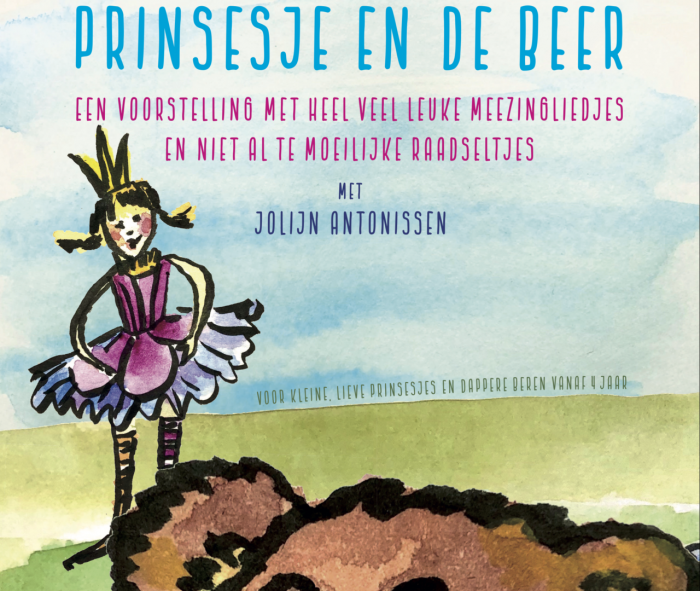 PRINSESJE EN DE BEER
EEN VOORSTELLING MET HEEL VEEL LEUKE MEEZINGLIEDJES
EN NIET AL TE MOEILIJKE RAADSELTJES
MET
JOLIJN ANTONISSEN
VOOR KLEINE, LIEVE PRINSESJES EN DAPPERE BEREN VANAF 4 JAAR